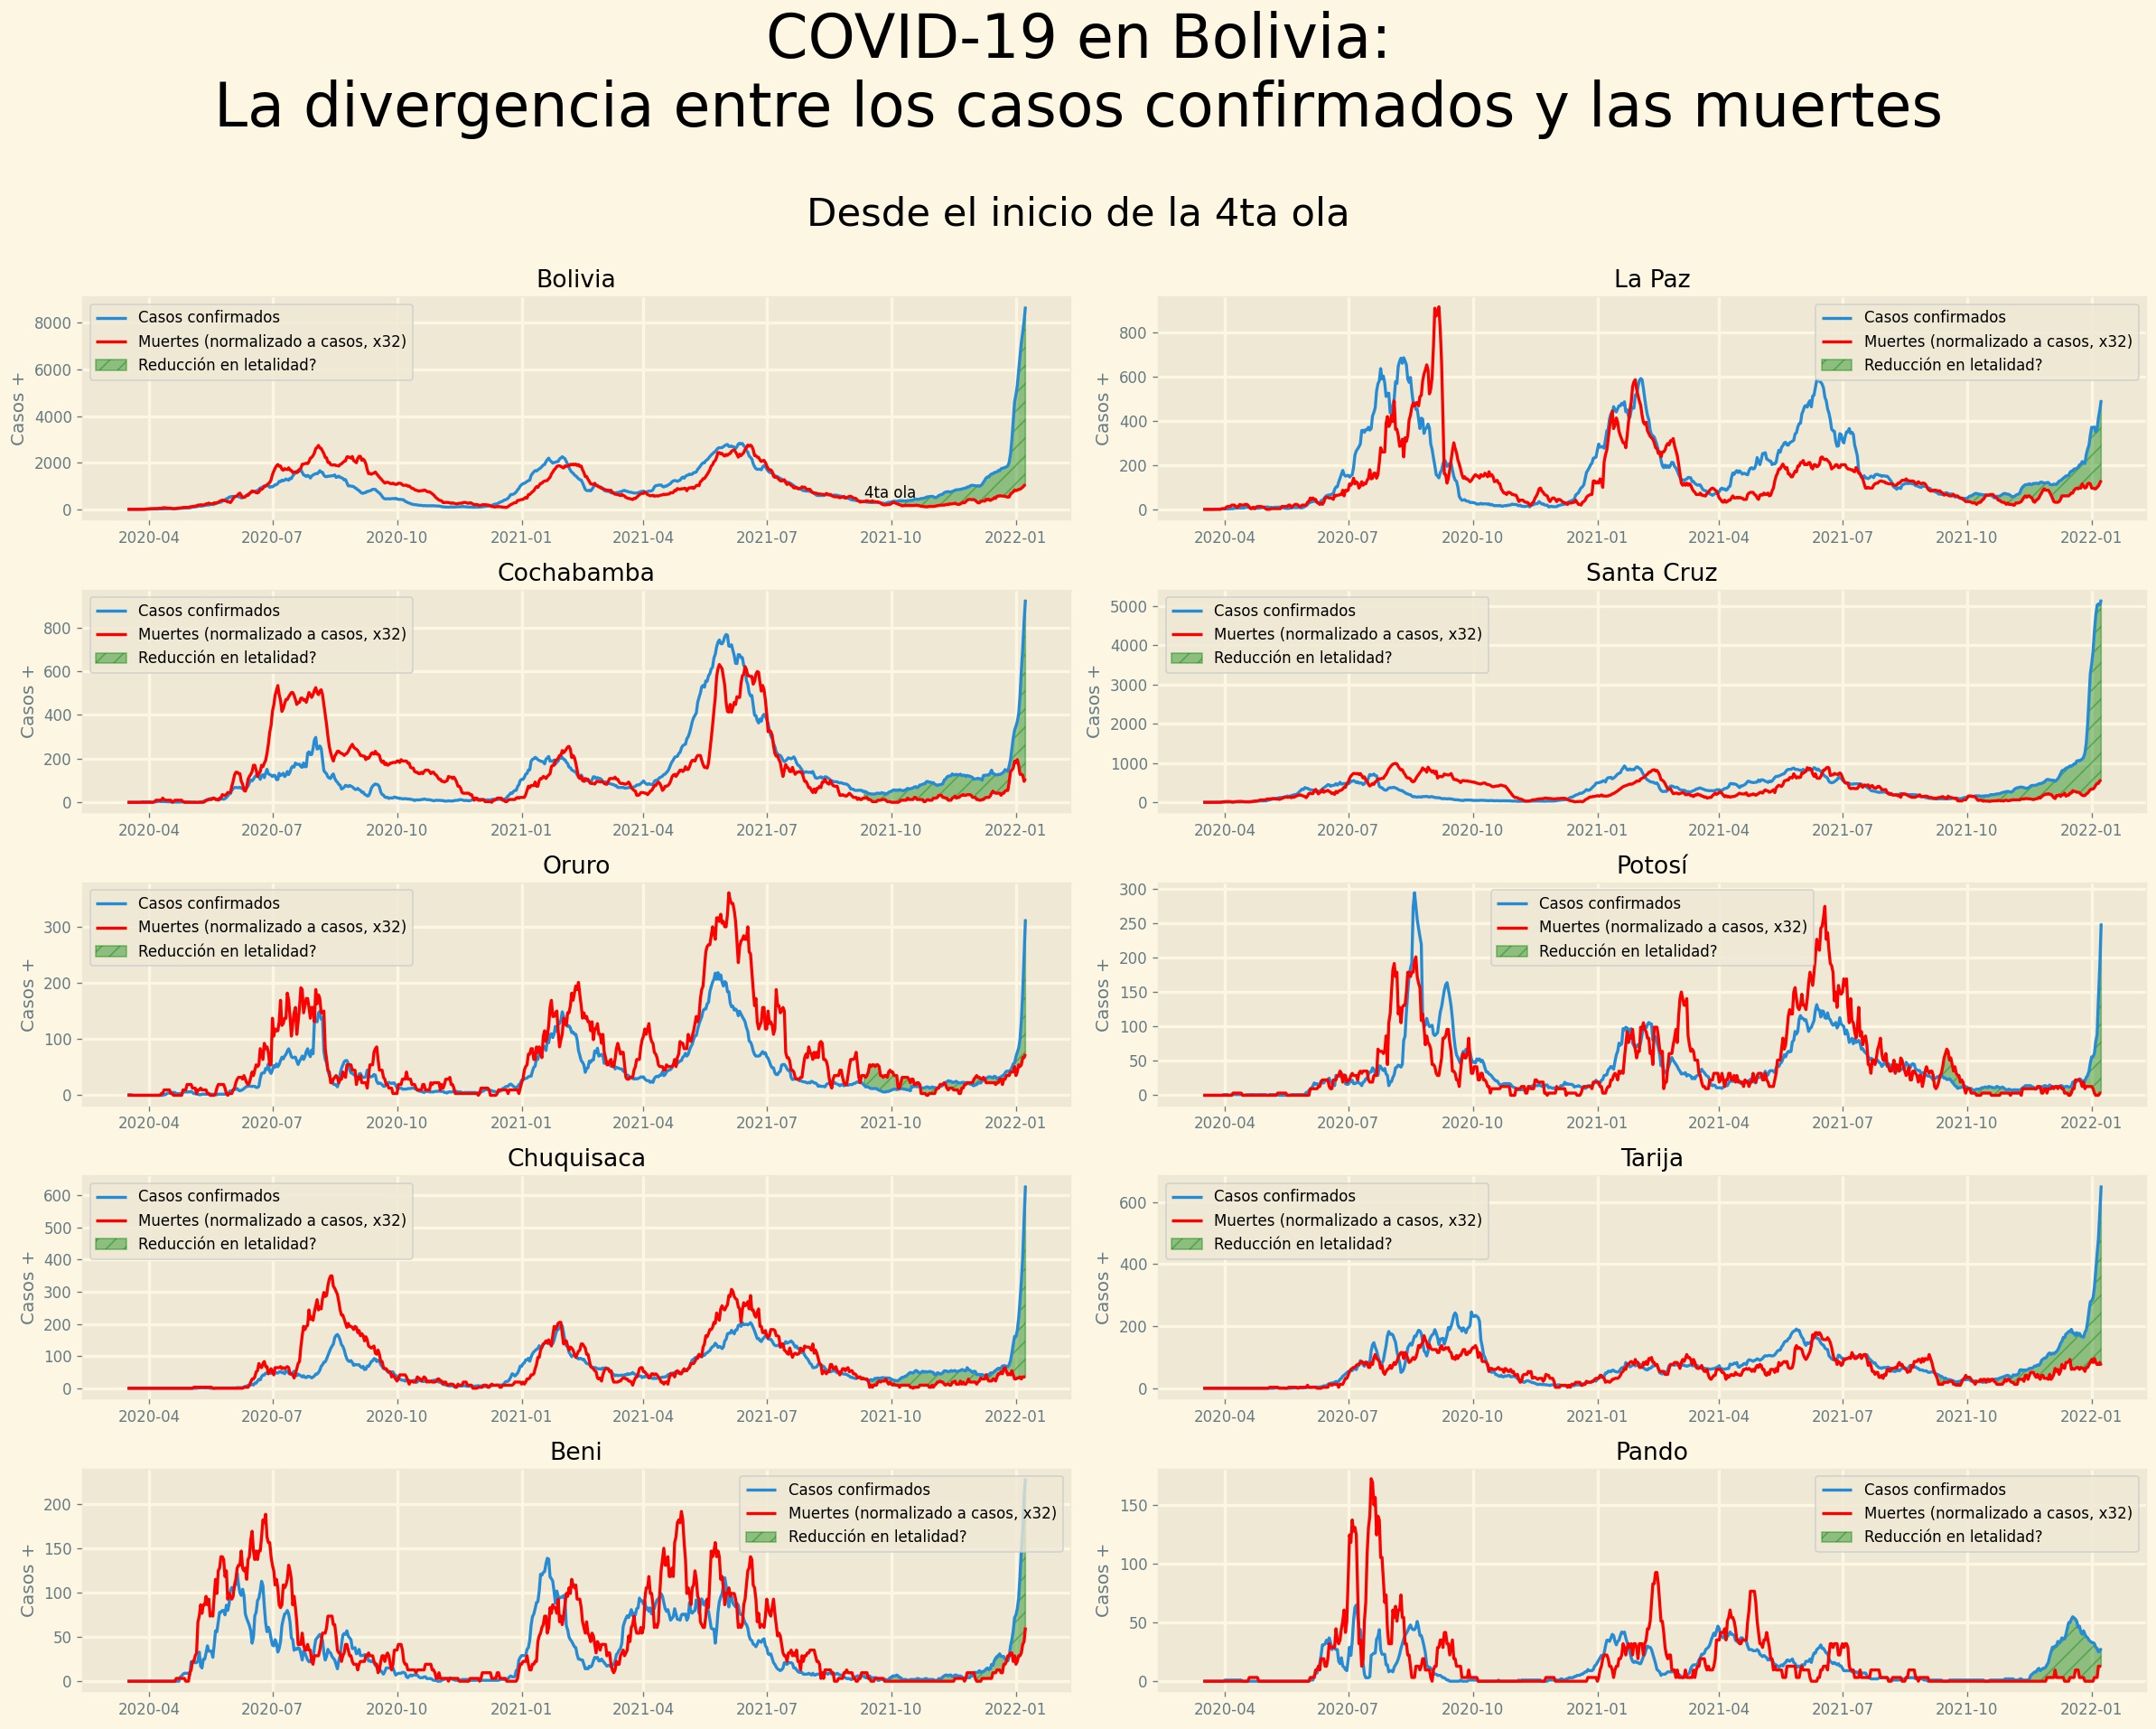 COVID-19 en Bolivia:
La divergencia entre los casos confirmados y las muertes
Desde el inicio de la 4ta ola
Bolivia
Casos +
8000
6000
4000
2000
0
Casos confirmados
Muertes (normalizado a casos, x32)
Reducción en letalidad?
4ta ola
2020-04 2020-07 2020-10 2021-01 2021-04 2021-07 2021-10 2022-01
La Paz
Casos +
800
600
400
200
0
Casos confirmados
Muertes (normalizado a casos, x32)
Reducción en letalidad?
2020-04 2020-07 2020-10 2021-01 2021-04 2021-07 2021-10 2022-01
Cochabamba
Casos +
800
600
400
200
0
Casos confirmados
Muertes (normalizado a casos, x32)
Reducción en letalidad?
2020-04 2020-07 2020-10 2021-01 2021-04 2021-07 2021-10 2022-01
Santa Cruz
Casos +
5000
4000
3000
2000
1000
0
Casos confirmados
Muertes (normalizado a casos, x32)
Reducción en letalidad?
2020-04 2020-07 2020-10 2021-01 2021-04 2021-07 2021-10 2022-01
Oruro
Casos +
300
200
100
0
Casos confirmados
Muertes (normalizado a casos, x32)
Reducción en letalidad?
2020-04 2020-07 2020-10 2021-01 2021-04 2021-07 2021-10 2022-01
Potosí
Casos +
300
250
200
150
100
50
0
Casos confirmados
Muertes (normalizado a casos, x32)
Reducción en letalidad?
2020-04 2020-07 2020-10 2021-01 2021-04 2021-07 2021-10 2022-01
Chuquisaca
Casos +
600
500
400
300
200
100
0
Casos confirmados
Muertes (normalizado a casos, x32)
Reducción en letalidad?
2020-04 2020-07 2020-10 2021-01 2021-04 2021-07 2021-10 2022-01
Tarija
Casos +
600
400
200
0
Casos confirmados
Muertes (normalizado a casos, x32)
Reducción en letalidad?
2020-04 2020-07 2020-10 2021-01 2021-04 2021-07 2021-10 2022-01
Beni
Casos +
200
150
100
50
0
Casos confirmados
Muertes (normalizado a casos, x32)
Reducción en letalidad?
2020-04 2020-07 2020-10 2021-01 2021-04 2021-07 2021-10 2022-01
Pando
Casos +
150
100
50
0
Casos confirmados
Muertes (normalizado a casos, x32)
Reducción en letalidad?
2020-04 2020-07 2020-10 2021-01 2021-04 2021-07 2021-10 2022-01